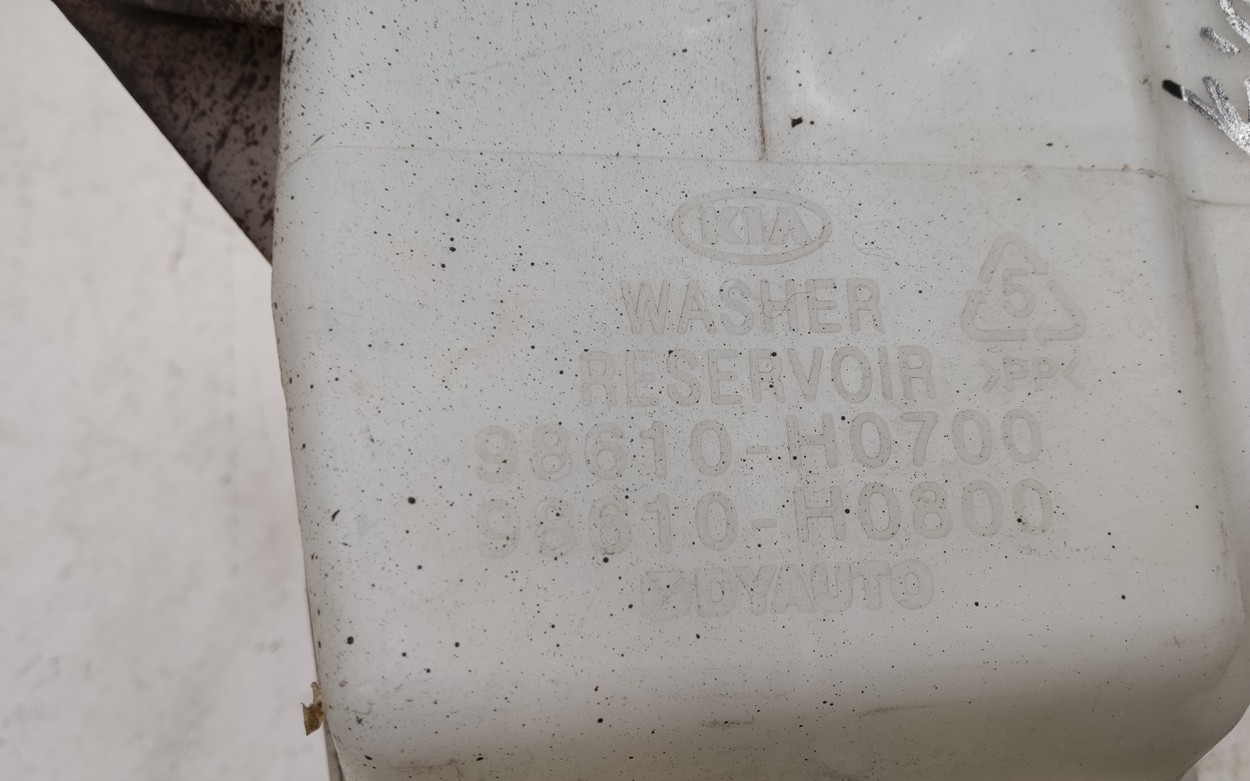 KIA
WASHER
RESERVOIR
5
>PP<
98610-H0700
98610-H0800
DYAUTO